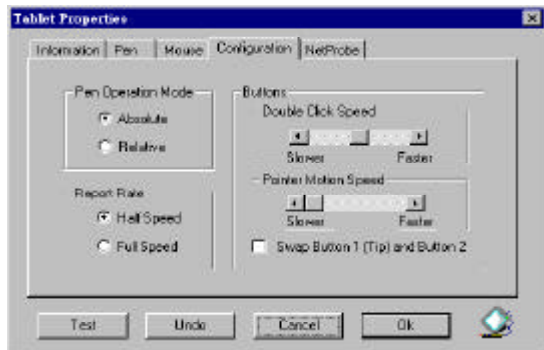 Tablet Properties
Information Pen Mouse Configuration NetProbe
Pen Operation Mode
Absolute
Relative
Report Rate
Half Speed
Full Speed
Buttons
Double Click Speed
Slower Faster
Pointer Motion Speed
Slower Faster
Swap Button 1 (Tip) and Button 2
Test Undo Cancel Ok